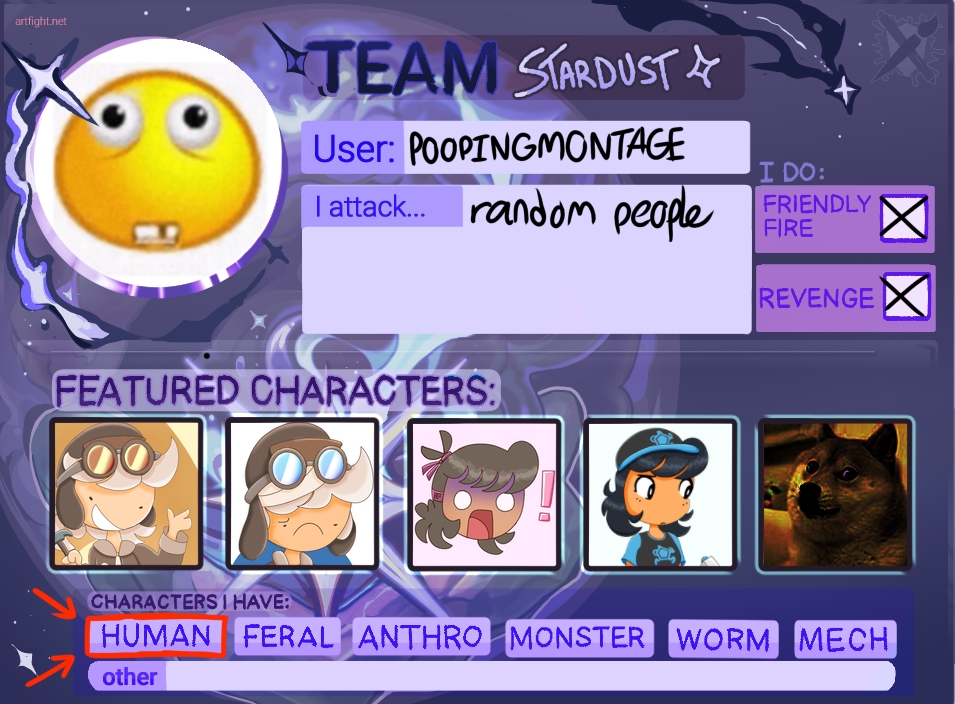 artfight.net
TEAM STARDUST
User: POOPINGMONTAGE
I DO:
I attack... random people
FRIENDLY
FIRE
REVENGE
FEATURED CHARACTERS:
!
CHARACTERS I HAVE:
HUMAN FERAL ANTHRO MONSTER WORM MECH
other